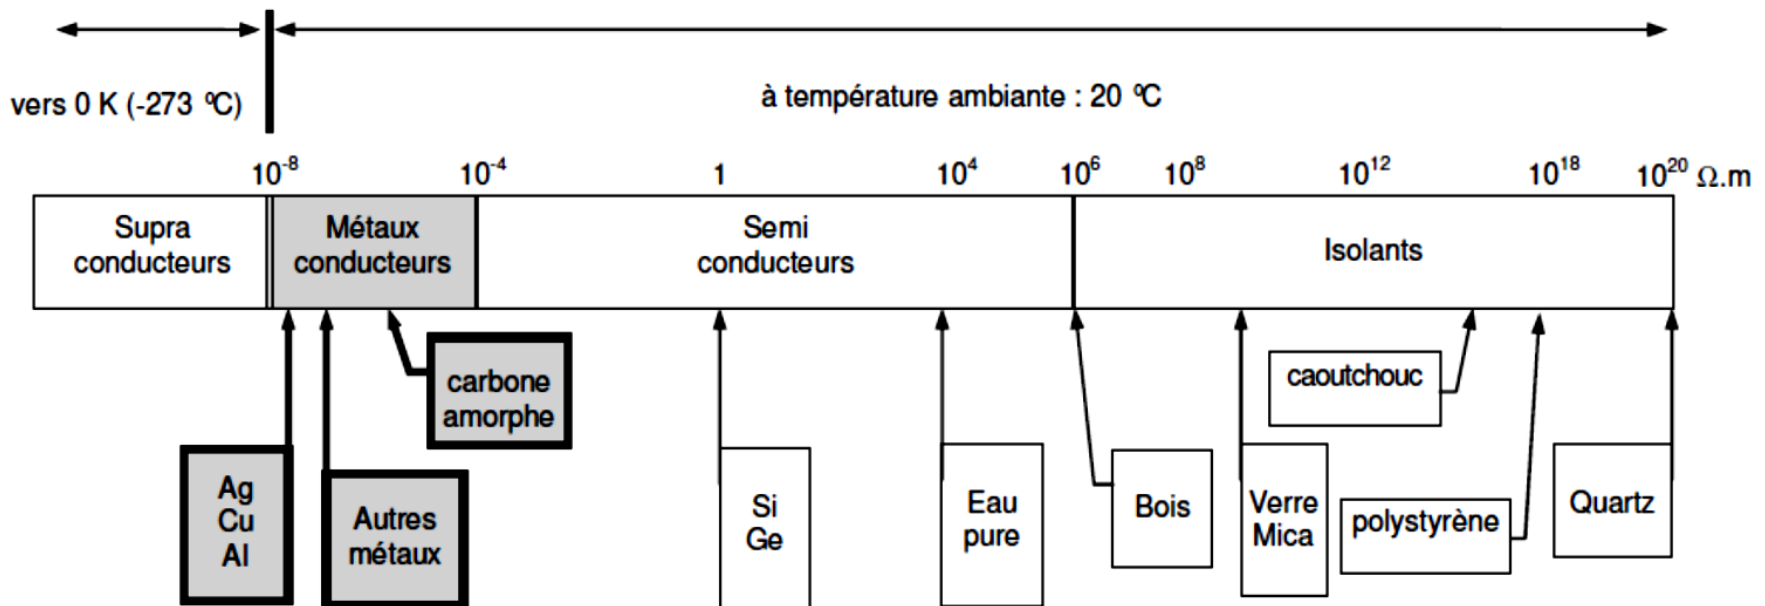 vers 0 K (-273 ºC)
à température ambiante : 20 ºC
10⁻⁸ 10⁻⁴ 1 10⁴ 10⁶ 10⁸ 10¹² 10¹⁸ 10²⁰ Ω.m
Supra
conducteurs
Métaux
conducteurs
Semi
conducteurs
Isolants
carbone
amorphe
caoutchouc
Ag
Cu
Al
Autres
métaux
Si
Ge
Eau
pure
Bois
Verre
Mica
polystyrène
Quartz